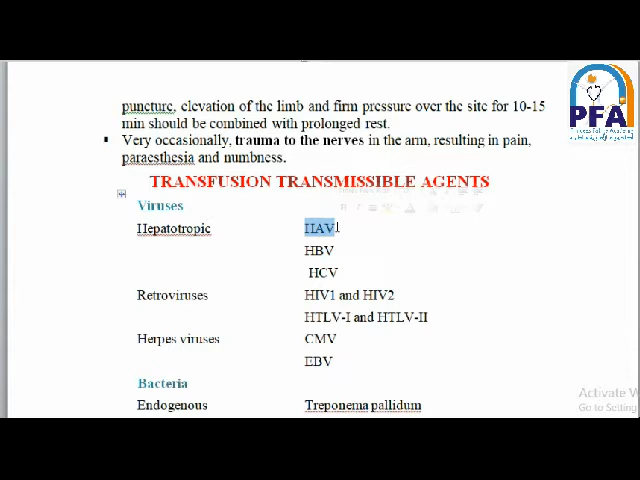 puncture, elevation of the limb and firm pressure over the site for 10-15
min should be combined with prolonged rest.
▪ Very occasionally, trauma to the nerves in the arm, resulting in pain,
paraesthesia and numbness.
TRANSFUSION TRANSMISSIBLE AGENTS
Viruses
Hepatotropic HAV
HBV
HCV
Retroviruses HIV1 and HIV2
HTLV-I and HTLV-II
Herpes viruses CMV
EBV
Bacteria
Endogenous Treponema pallidum
PFA
Activate W
Go to Setting